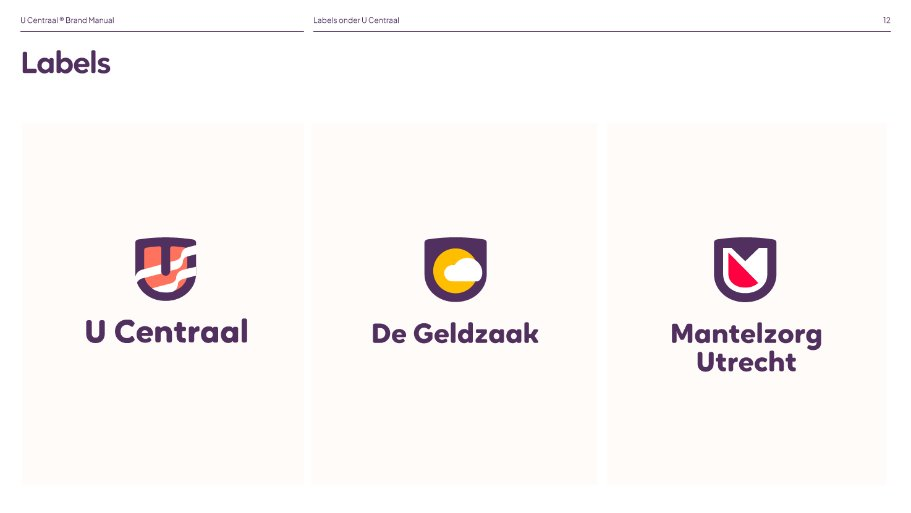 U Centraal ® Brand Manual
Labels onder U Centraal
12
Labels
U Centraal
De Geldzaak
Mantelzorg
Utrecht